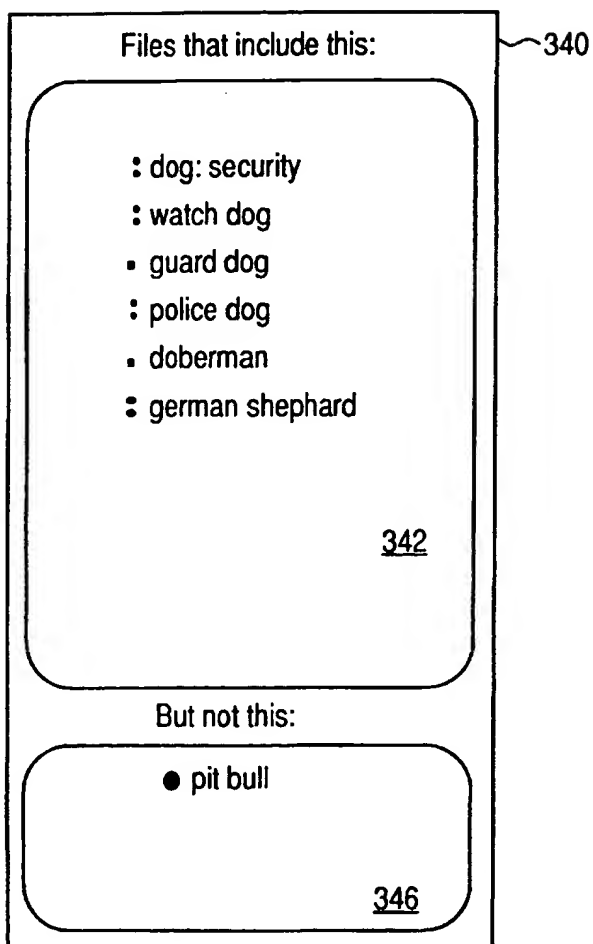 Files that include this:
340
: dog: security
: watch dog
▪ guard dog
: police dog
▪ doberman
: german shephard
342
But not this:
● pit bull
346